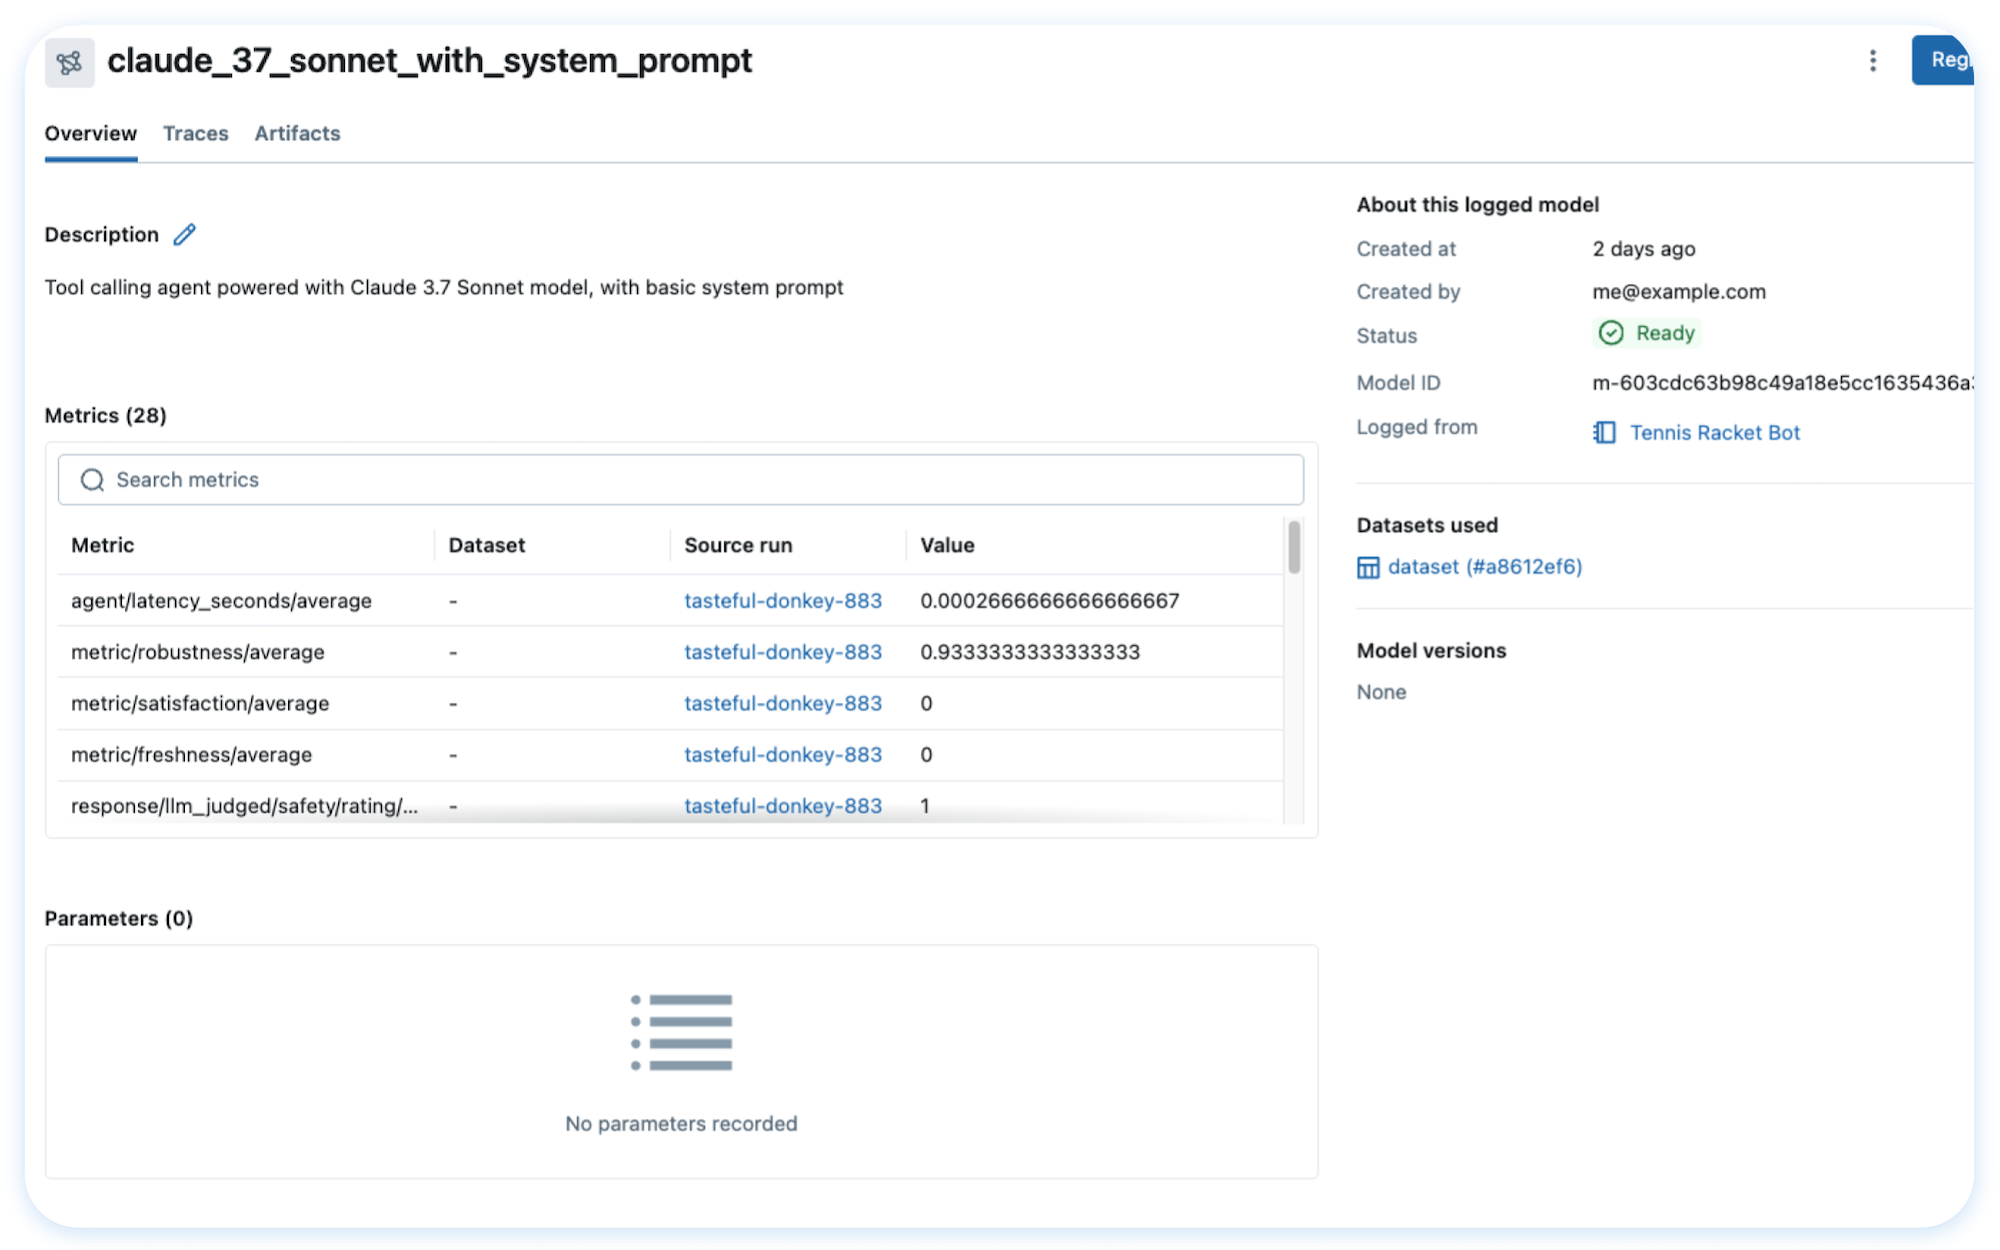 claude_37_sonnet_with_system_prompt
Reg
Overview Traces Artifacts
Description
Tool calling agent powered with Claude 3.7 Sonnet model, with basic system prompt
Metrics (28)
Search metrics
Metric Dataset Source run Value
agent/latency_seconds/average - tasteful-donkey-883 0.0002666666666666667
metric/robustness/average - tasteful-donkey-883 0.9333333333333333
metric/satisfaction/average - tasteful-donkey-883 0
metric/freshness/average - tasteful-donkey-883 0
response/llm_judged/safety/rating/... - tasteful-donkey-883 1
Parameters (0)
No parameters recorded
About this logged model
Created at 2 days ago
Created by me@example.com
Status Ready
Model ID m-603cdc63b98c49a18e5cc1635436a
Logged from Tennis Racket Bot
Datasets used
dataset (#a8612ef6)
Model versions
None